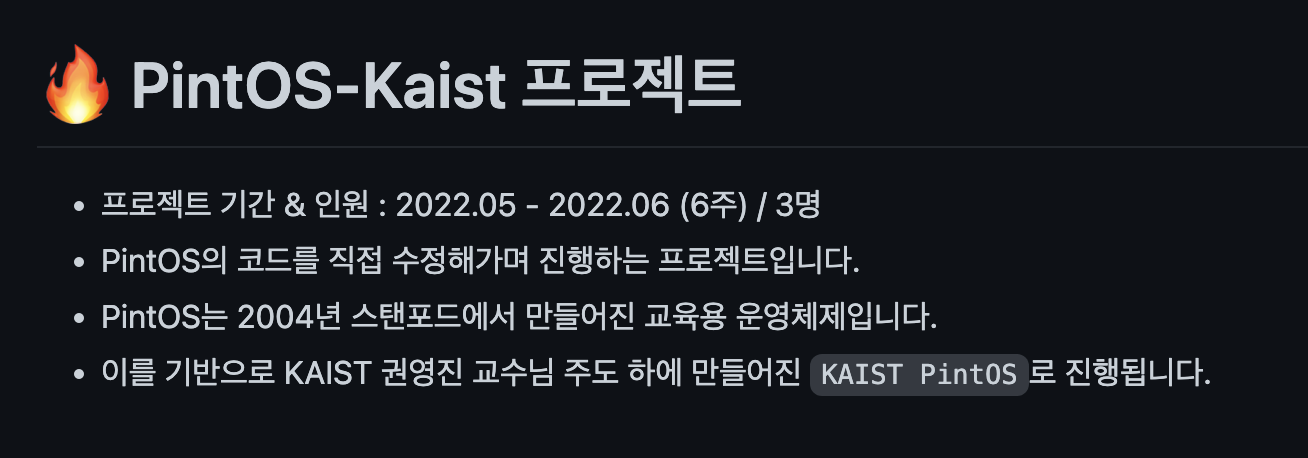 🔥 PintOS-Kaist 프로젝트
• 프로젝트 기간 & 인원 : 2022.05 - 2022.06 (6주) / 3명
• PintOS의 코드를 직접 수정해가며 진행하는 프로젝트입니다.
• PintOS는 2004년 스탠포드에서 만들어진 교육용 운영체제입니다.
• 이를 기반으로 KAIST 권영진 교수님 주도 하에 만들어진 KAIST PintOS로 진행됩니다.